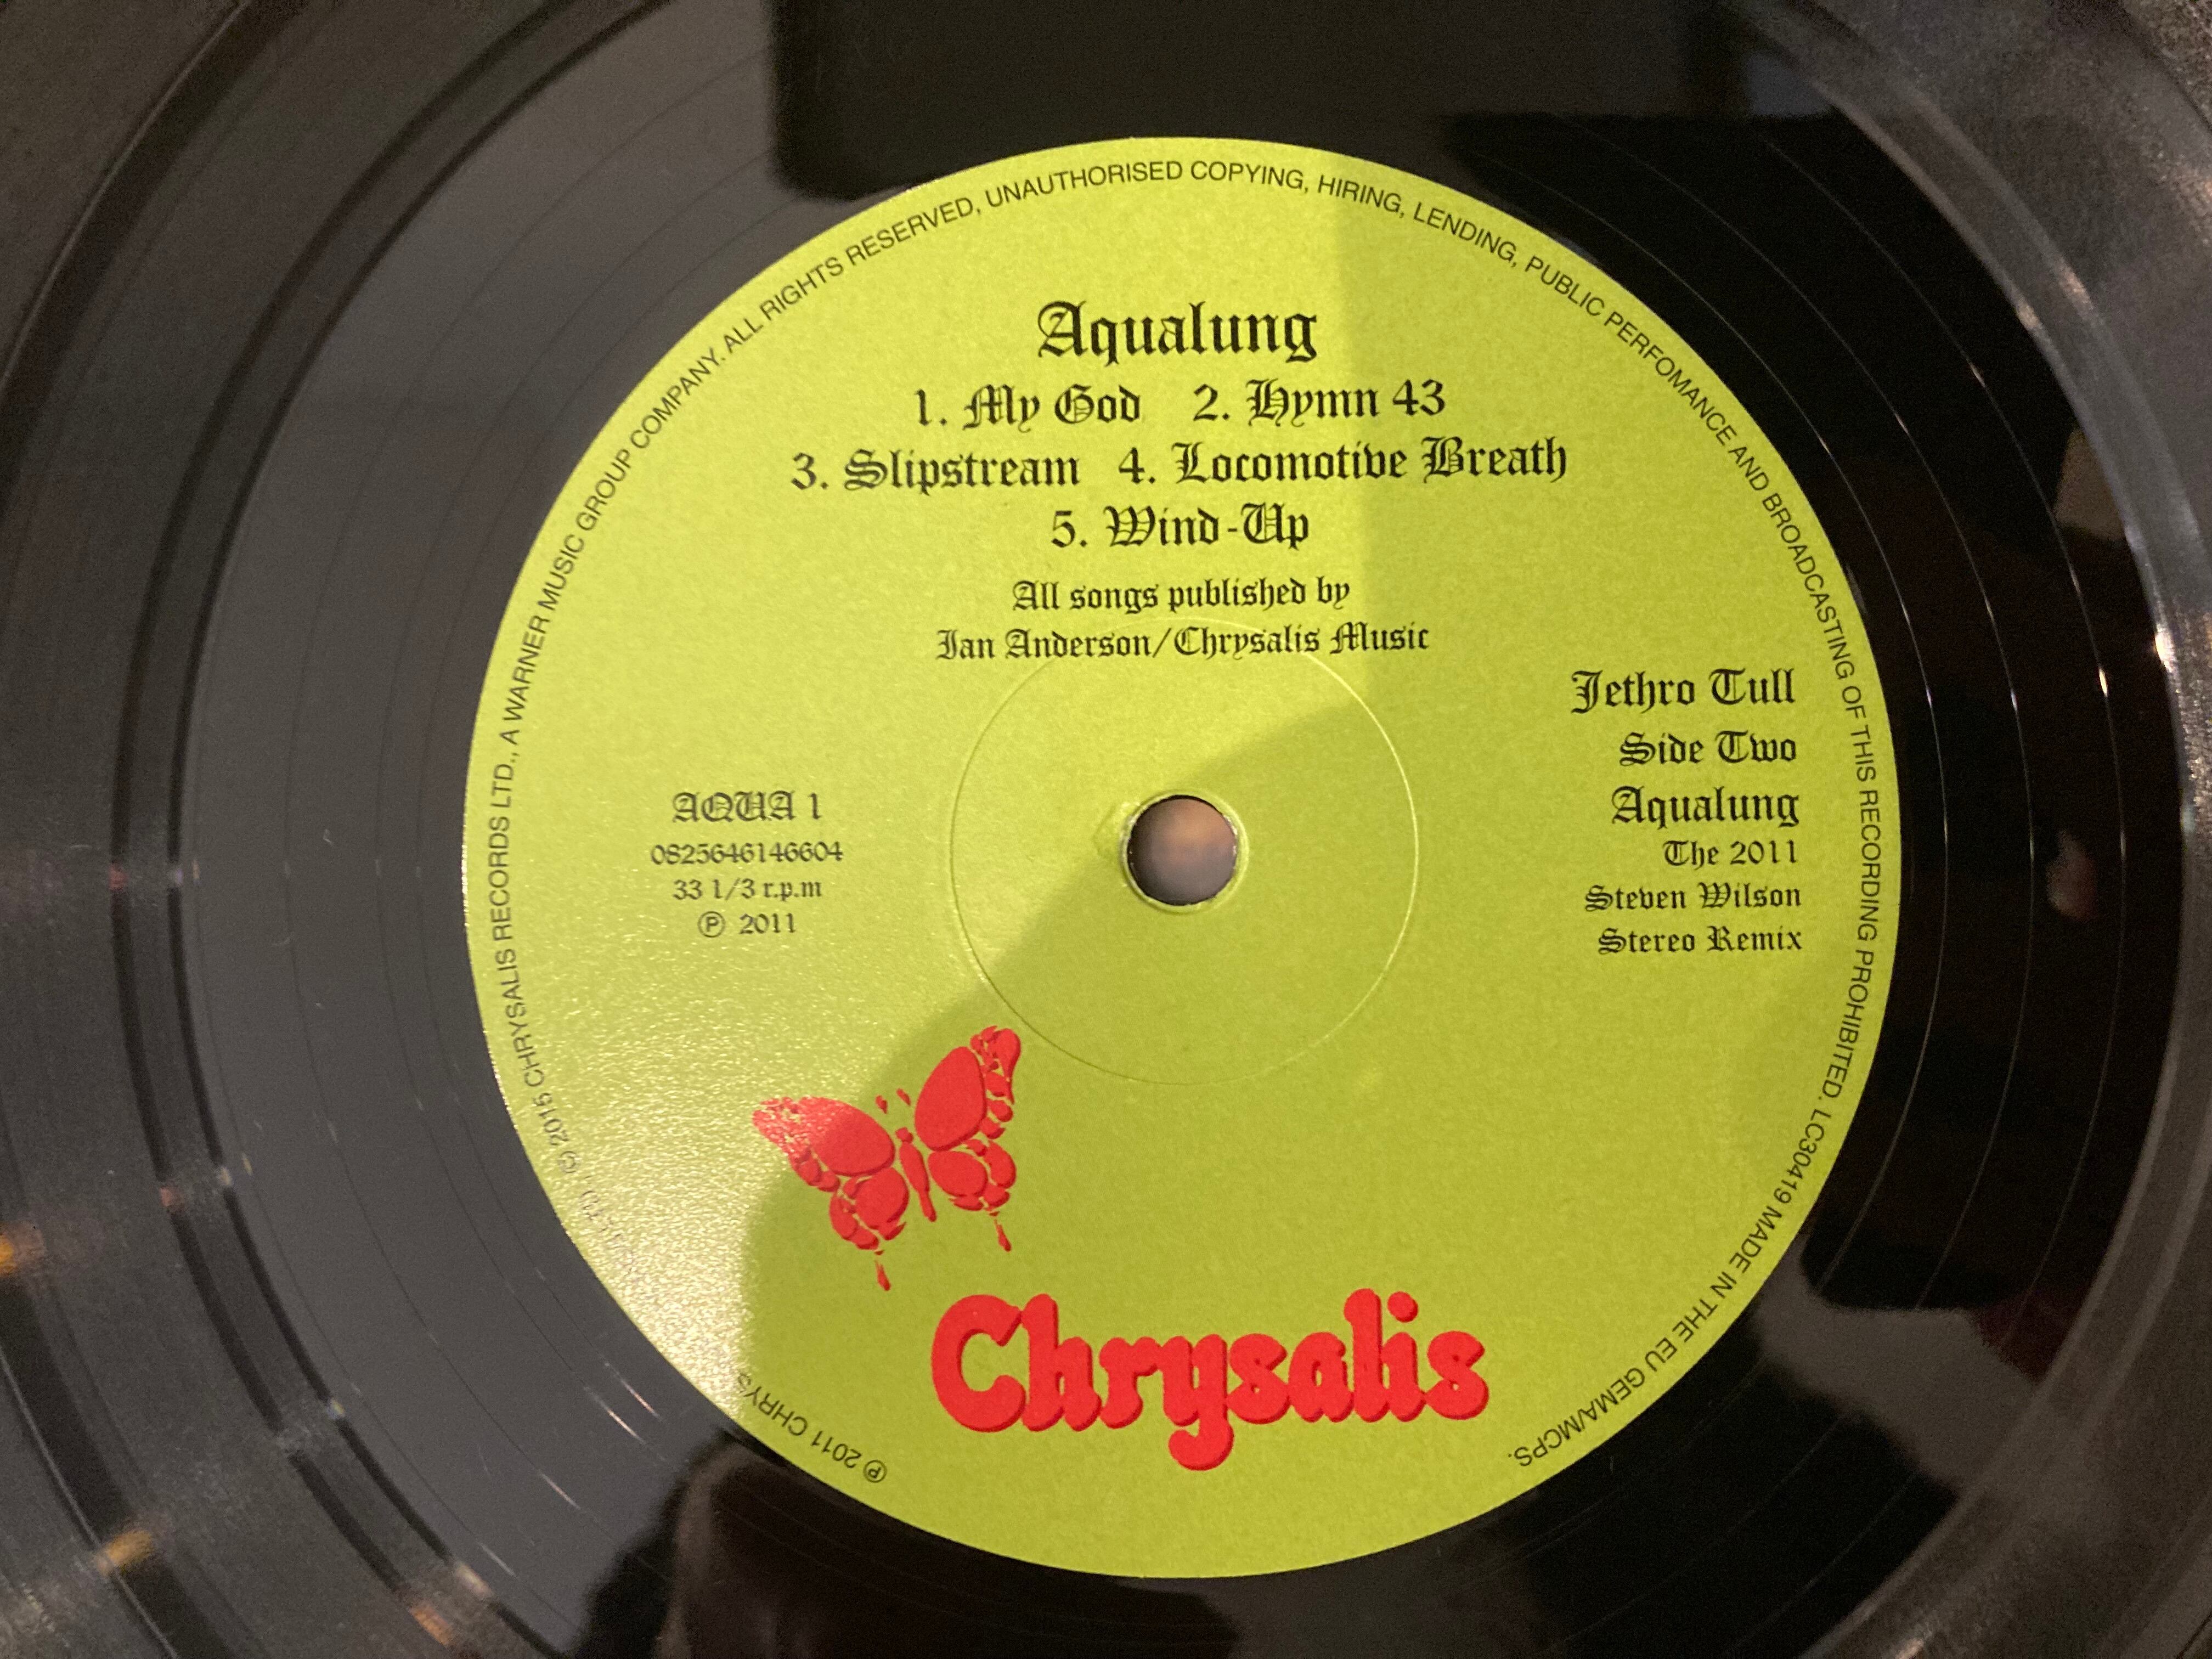 Aqualung
1. My God 2. Hymn 43
3. Slipstream 4. Locomotive Breath
5. Wind-Up
All songs published by
Ian Anderson/Chrysalis Music
AQUA 1
0825646146604
33 1/3 r.p.m
℗ 2011
Jethro Tull
Side Two
Aqualung
The 2011
Steven Wilson
Stereo Remix
Chrysalis
℗ 2011 CHRYS © 2015 CHRYSALIS RECORDS LTD., A WARNER MUSIC GROUP COMPANY. ALL RIGHTS RESERVED, UNAUTHORISED COPYING, HIRING, LENDING, PUBLIC PERFOMANCE AND BROADCASTING OF THIS RECORDING PROHIBITED. LC30419 MADE IN THE EU GEMA/MCPS.